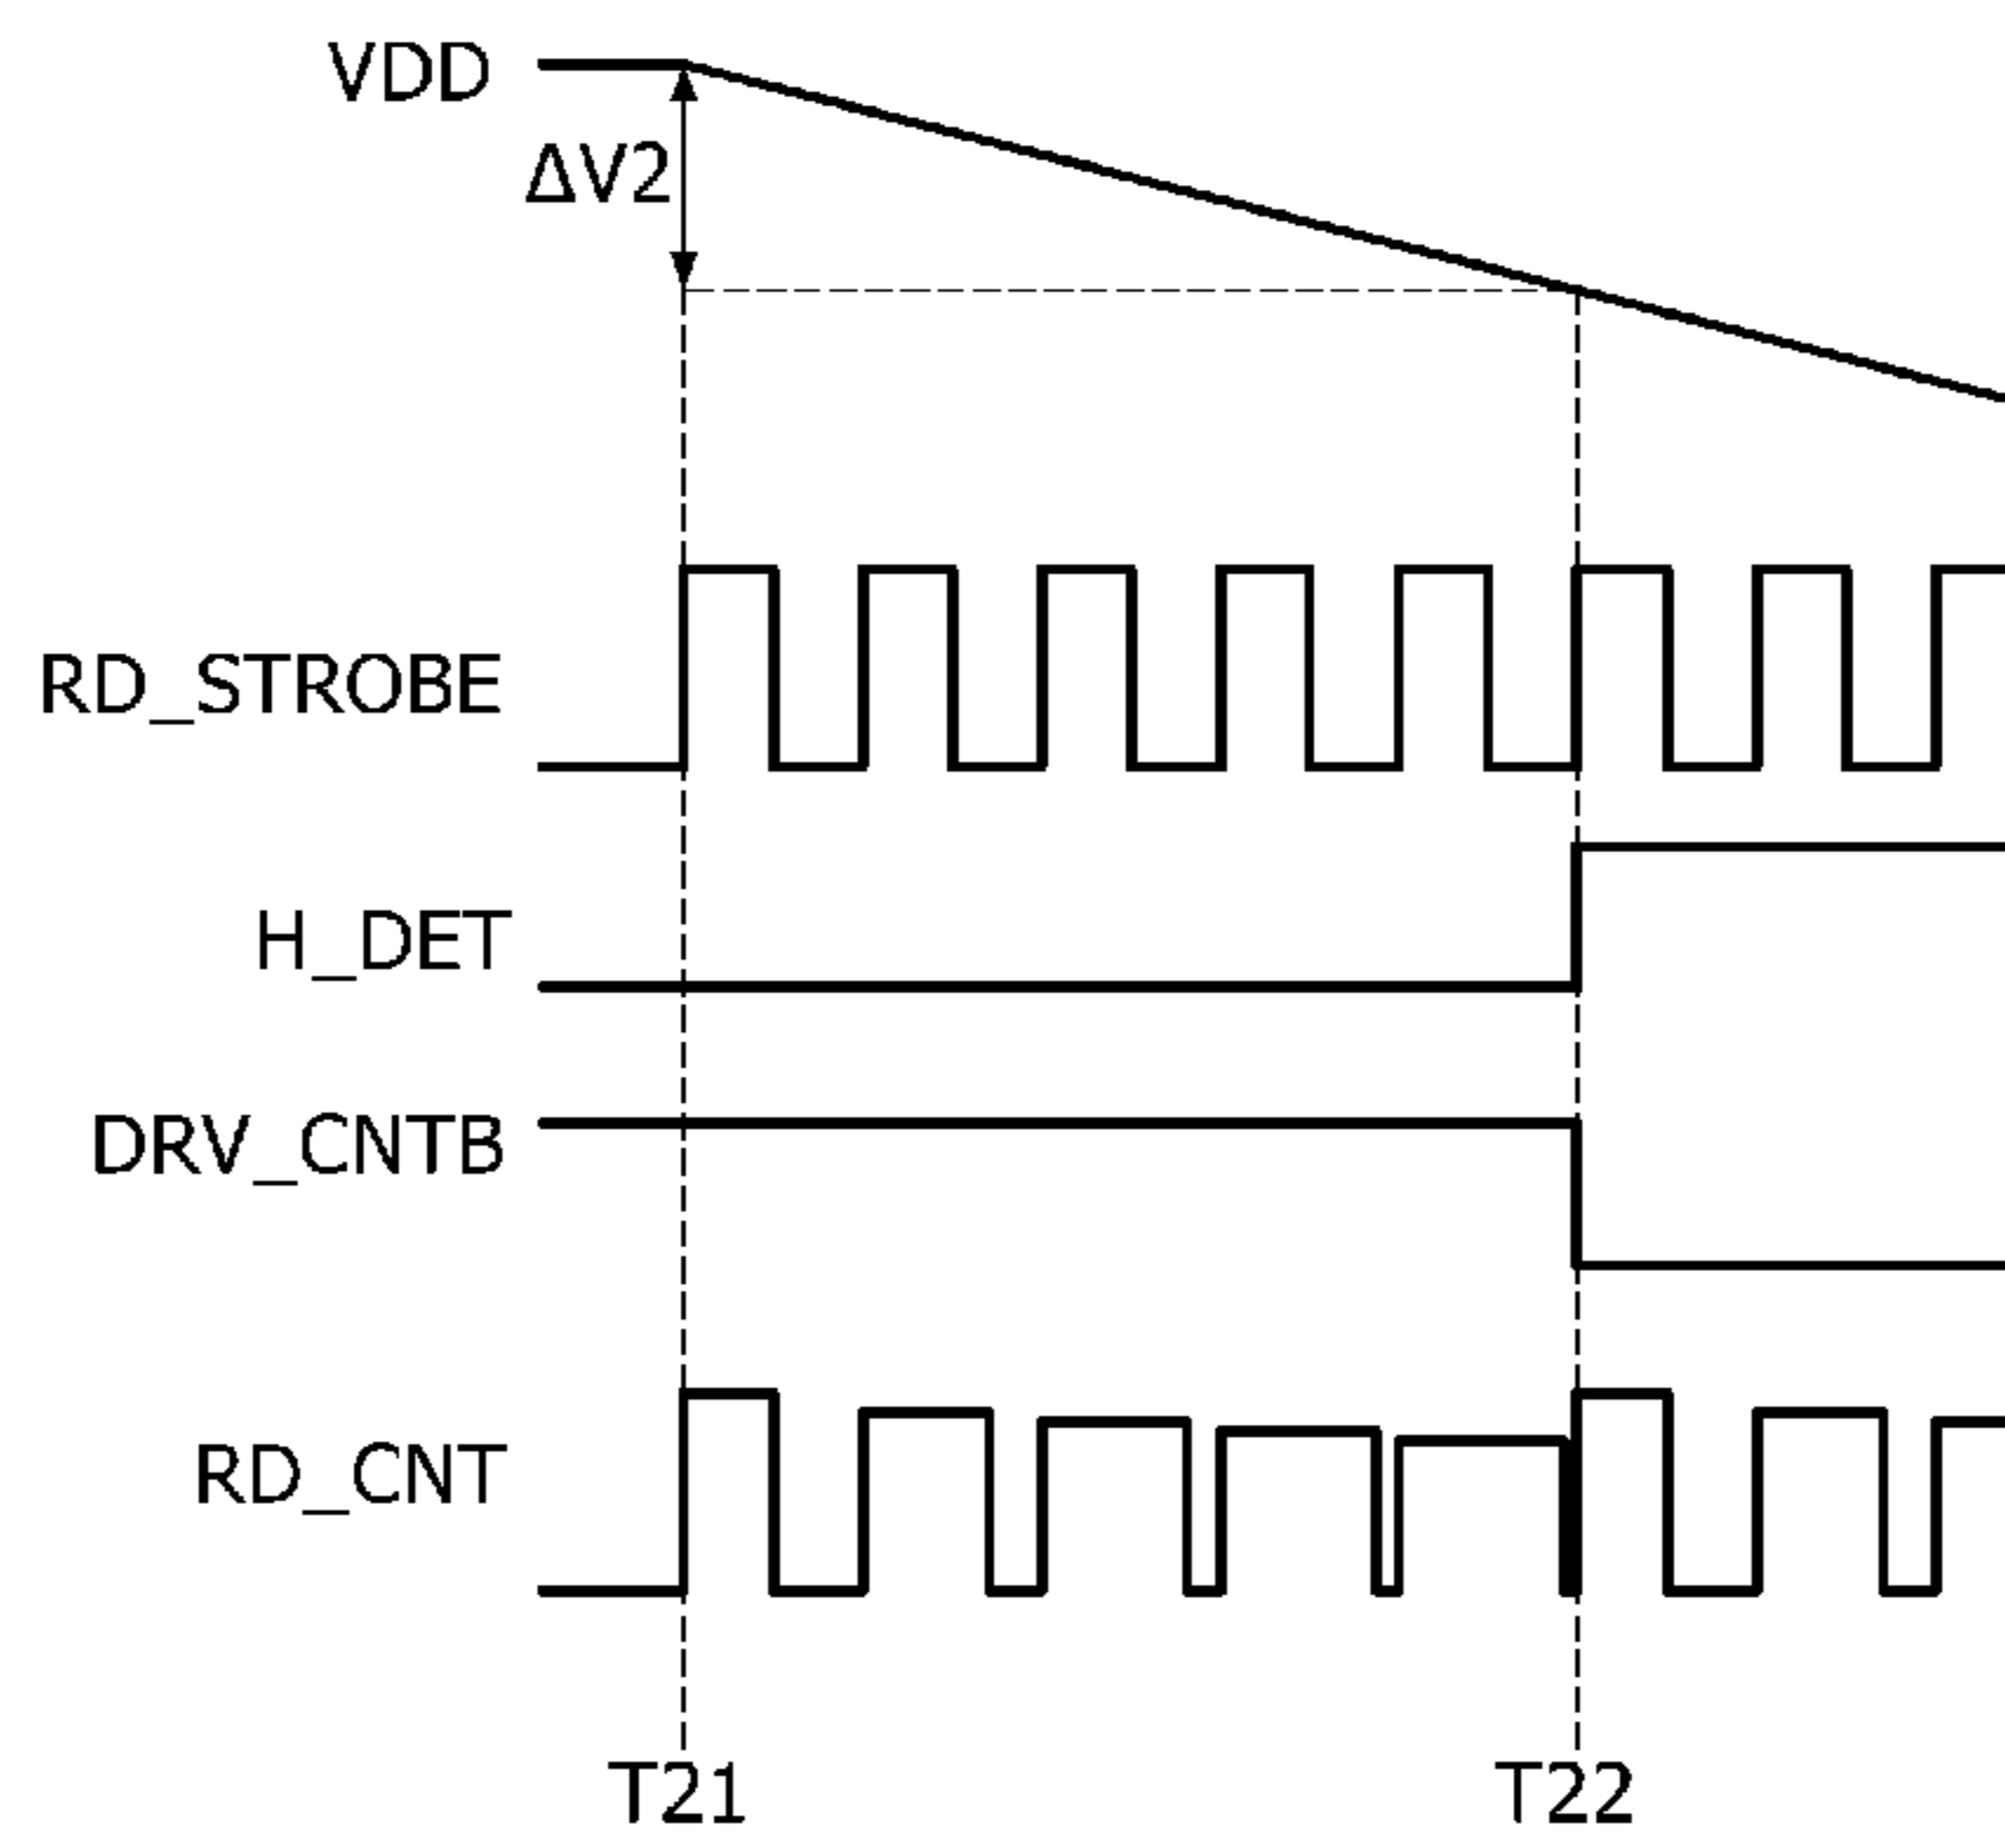 VDD
ΔV2
RD_STROBE
H_DET
DRV_CNTB
RD_CNT
T21
T22